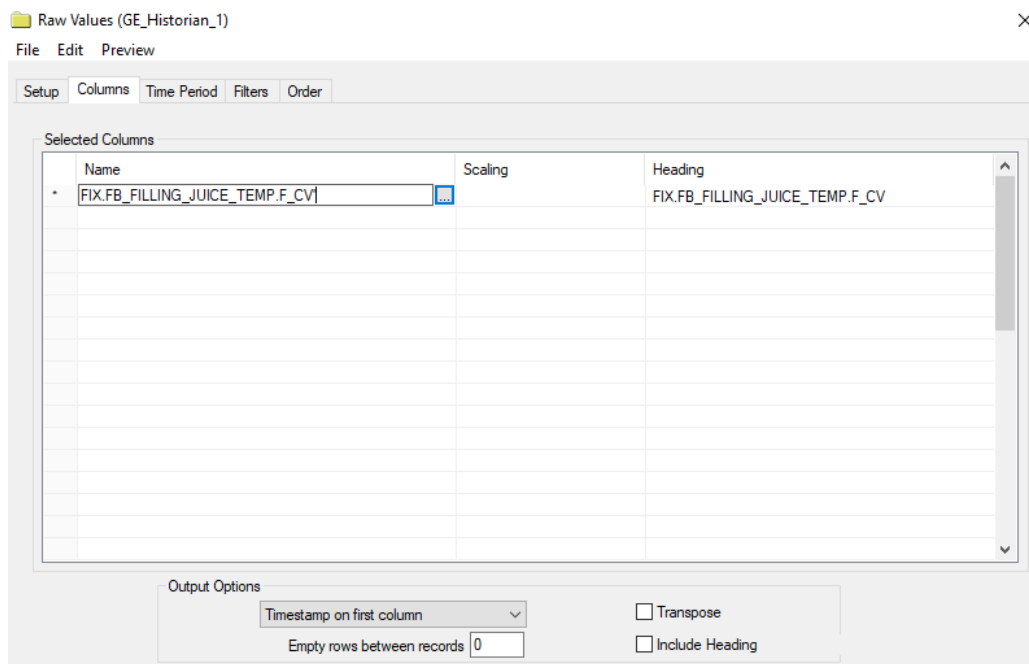 Raw Values (GE_Historian_1)
File Edit Preview
Setup Columns Time Period Filters Order
Selected Columns
Name Scaling Heading
* FIX.FB_FILLING_JUICE_TEMP.F_CV ... FIX.FB_FILLING_JUICE_TEMP.F_CV
Output Options
Timestamp on first column Transpose
Empty rows between records 0 Include Heading